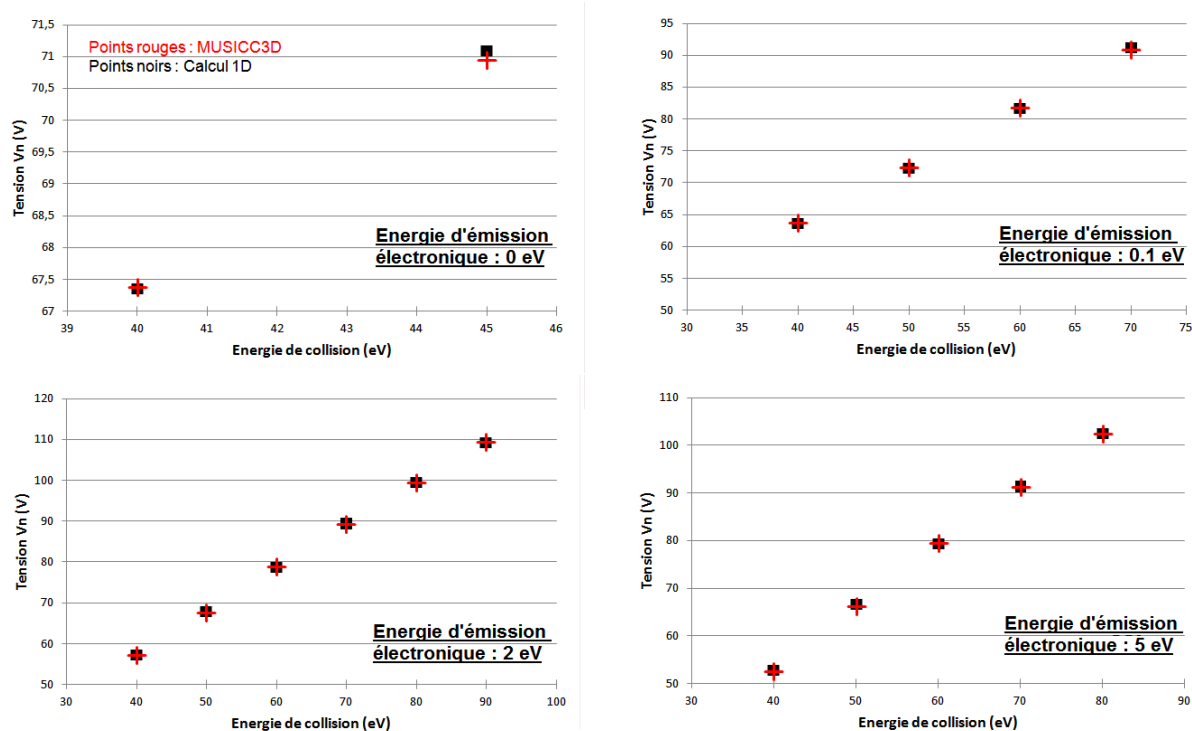 71,5
71
70,5
70
69,5
69
68,5
68
67,5
67
Tension Vn (V)
Points rouges : MUSICC3D
Points noirs : Calcul 1D
Energie d'émission
électronique : 0 eV
39 40 41 42 43 44 45 46
Energie de collision (eV)
95
90
85
80
75
70
65
60
55
50
Tension Vn (V)
Energie d'émission
électronique : 0.1 eV
30 35 40 45 50 55 60 65 70 75
Energie de collision (eV)
120
110
100
90
80
70
60
50
Tension Vn (V)
Energie d'émission
électronique : 2 eV
30 40 50 60 70 80 90 100
Energie de collision (eV)
110
100
90
80
70
60
50
Tension Vn (V)
Energie d'émission
électronique : 5 eV
30 40 50 60 70 80 90
Energie de collision (eV)